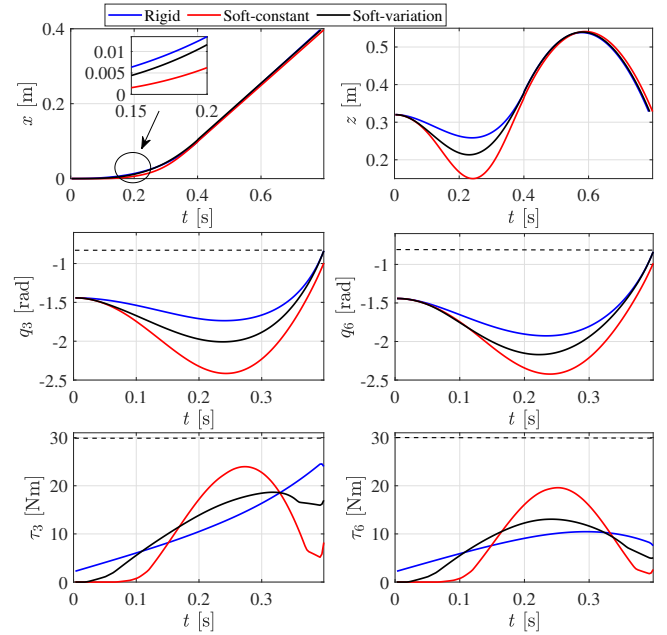 Rigid Soft-constant Soft-variation
0.4
0.2
0
x [m]
0.01
0.005
0
0.15 0.2
0 0.2 0.4 0.6
t [s]
0.5
0.4
0.3
0.2
z [m]
0 0.2 0.4 0.6
t [s]
-1
-1.5
-2
-2.5
q3 [rad]
0 0.1 0.2 0.3
t [s]
-1
-1.5
-2
-2.5
q6 [rad]
0 0.1 0.2 0.3
t [s]
30
20
10
0
τ3 [Nm]
0 0.1 0.2 0.3
t [s]
30
20
10
0
τ6 [Nm]
0 0.1 0.2 0.3
t [s]